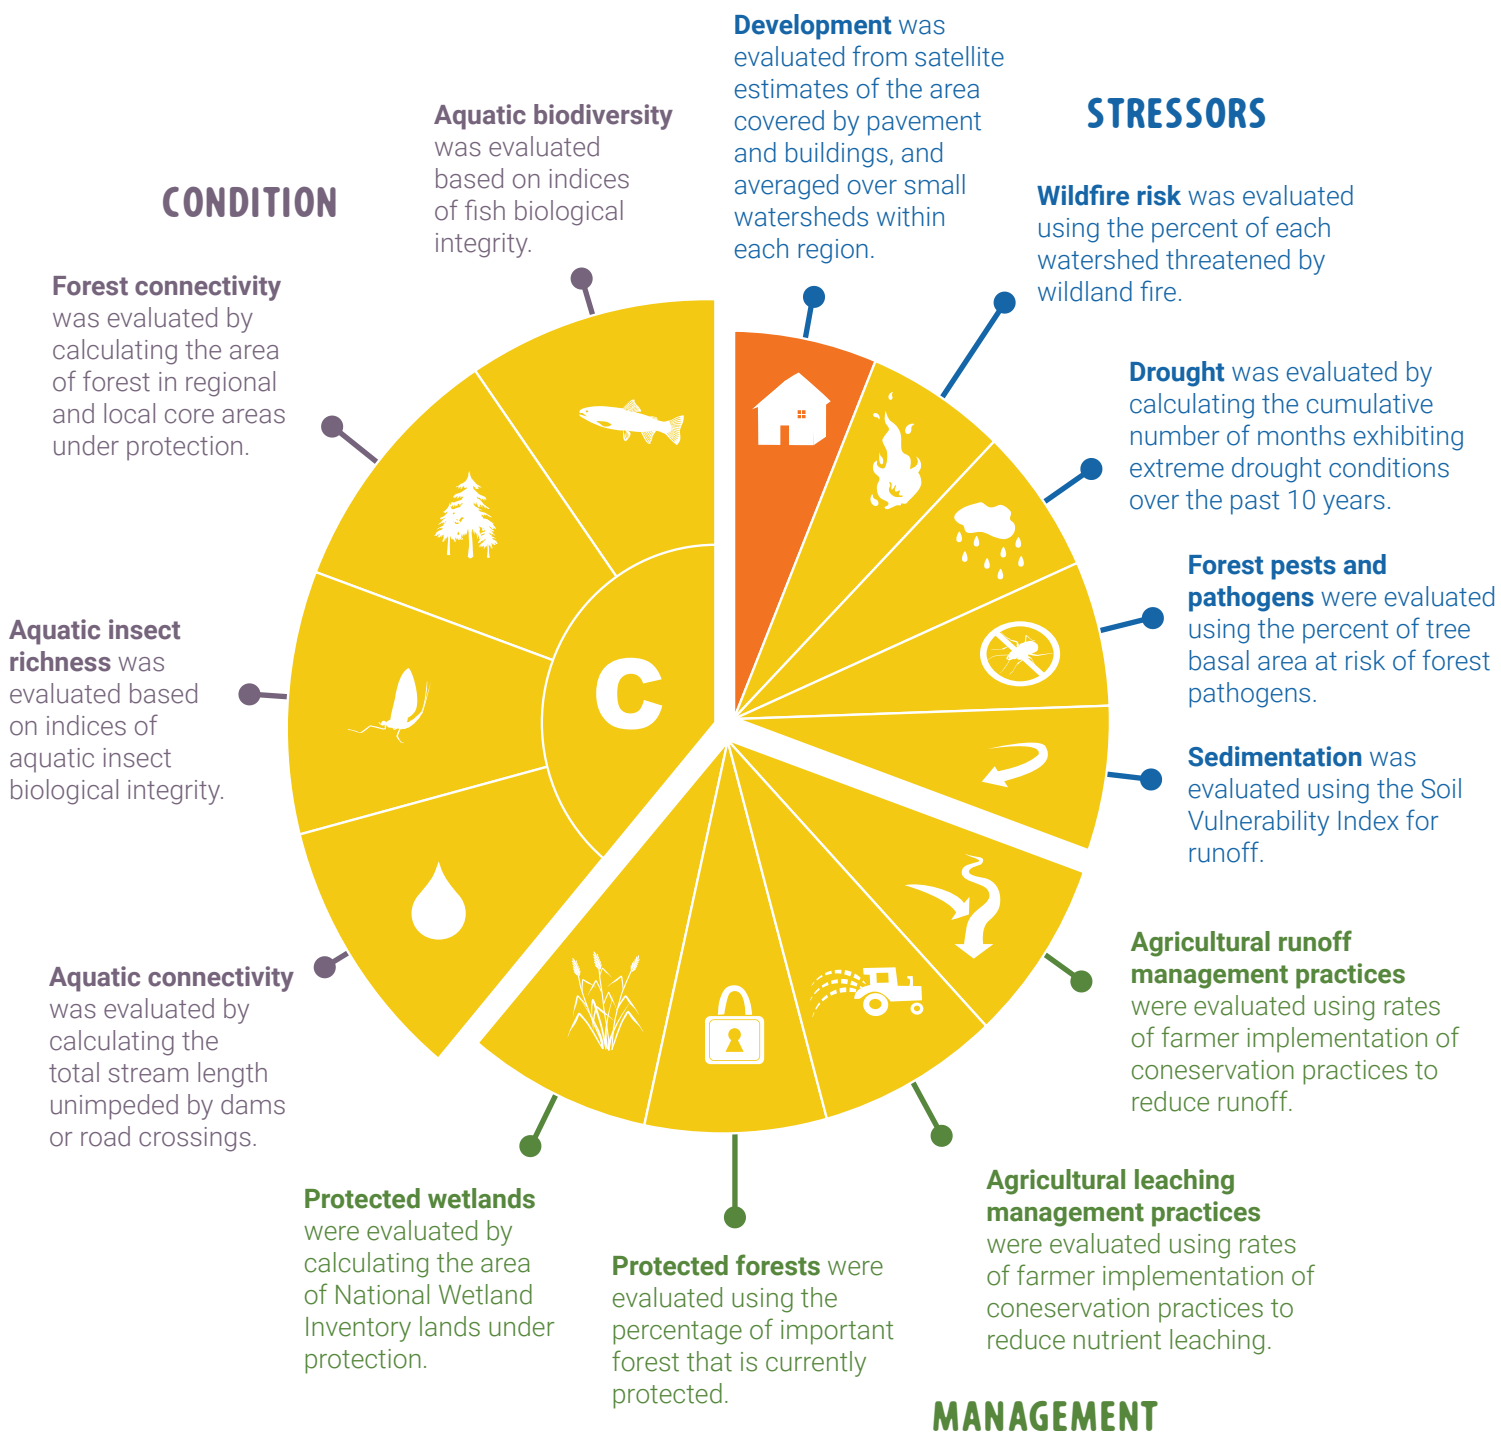 CONDITION
Aquatic biodiversity
was evaluated
based on indices
of fish biological
integrity.
Forest connectivity
was evaluated by
calculating the area
of forest in regional
and local core areas
under protection.
Aquatic insect
richness was
evaluated based
on indices of
aquatic insect
biological integrity.
Aquatic connectivity
was evaluated by
calculating the
total stream length
unimpeded by dams
or road crossings.
C
STRESSORS
Development was
evaluated from satellite
estimates of the area
covered by pavement
and buildings, and
averaged over small
watersheds within
each region.
Wildfire risk was evaluated
using the percent of each
watershed threatened by
wildland fire.
Drought was evaluated by
calculating the cumulative
number of months exhibiting
extreme drought conditions
over the past 10 years.
Forest pests and
pathogens were evaluated
using the percent of tree
basal area at risk of forest
pathogens.
Sedimentation was
evaluated using the Soil
Vulnerability Index for
runoff.
Agricultural runoff
management practices
were evaluated using rates
of farmer implementation of
coneservation practices to
reduce runoff.
Agricultural leaching
management practices
were evaluated using rates
of farmer implementation of
coneservation practices to
reduce nutrient leaching.
Protected forests were
evaluated using the
percentage of important
forest that is currently
protected.
Protected wetlands
were evaluated by
calculating the area
of National Wetland
Inventory lands under
protection.
MANAGEMENT